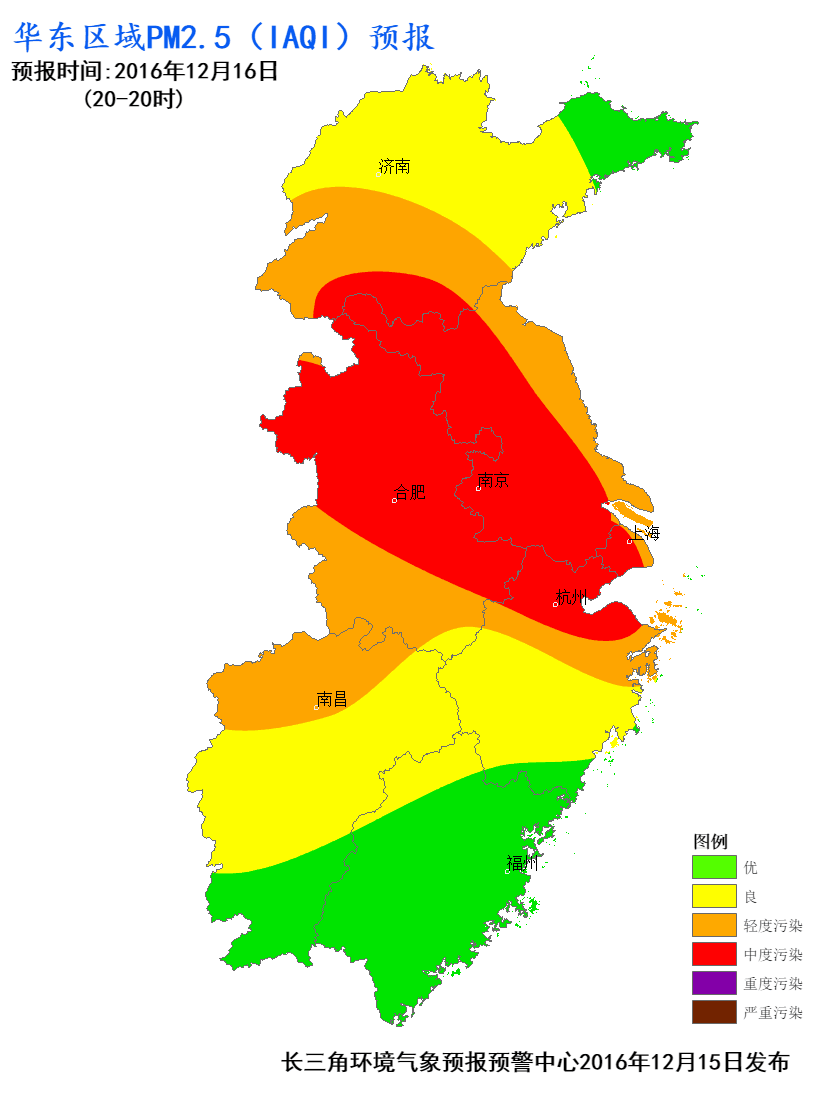 华东区域PM2.5（IAQI）预报
预报时间:2016年12月16日
(20-20时)
济南
南京
合肥
上海
杭州
南昌
福州
图例
优
良
轻度污染
中度污染
重度污染
严重污染
长三角环境气象预报预警中心2016年12月15日发布